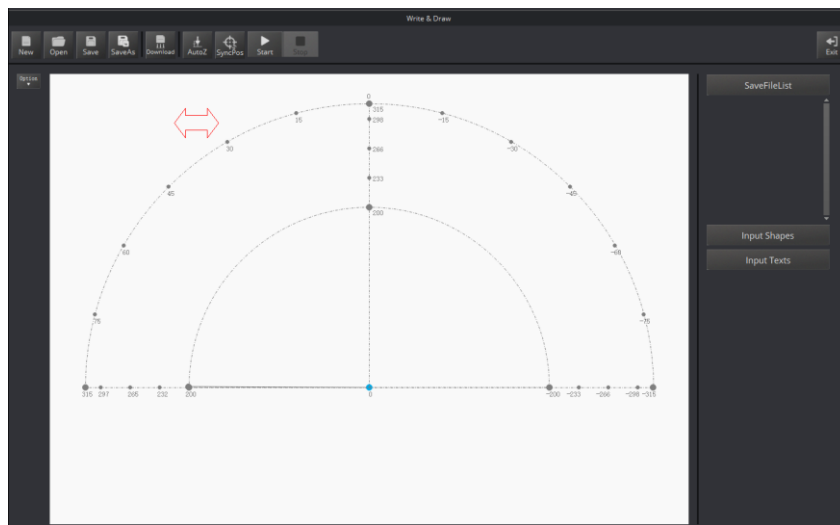 Write & Draw
New Open Save SaveAs Download AutoZ SyncPos Start Stop Exit
Option
SaveFileList
0
315
15 298 -15
30 266 -30
233
45 -45
200
60 -60
Input Shapes
Input Texts
75 -75
315 297 265 232 200 0 -200 -233 -266 -298 -315